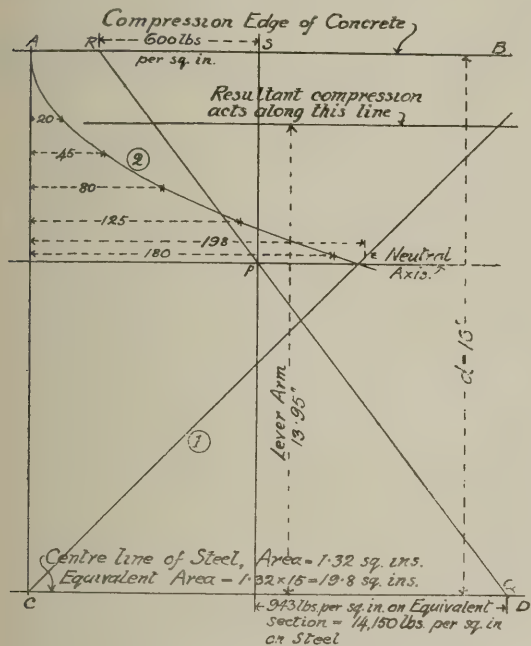 Compression Edge of Concrete
A
R
600 lbs
per sq. in.
S
B
Resultant compression
acts along this line
20
45
②
80
125
198
180
P
Neutral
Axis.
d=15"
Lever Arm
13·95"
①
Centre line of Steel, Area=1·32 sq. ins.
Equivalent Area=1·32×15=19·8 sq. ins.
C
Q
D
943 lbs. per sq. in. on Equivalent
section = 14,150 lbs. per sq. in
on Steel